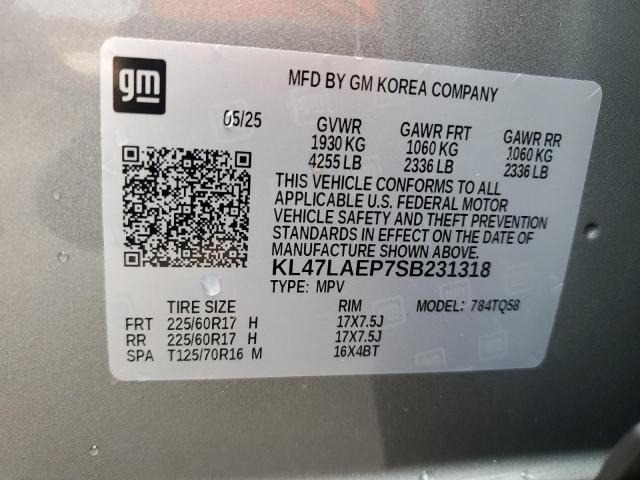 gm
MFD BY GM KOREA COMPANY
05/25
GVWR GAWR FRT GAWR RR
1930 KG 1060 KG 1060 KG
4255 LB 2336 LB 2336 LB
THIS VEHICLE CONFORMS TO ALL
APPLICABLE U.S. FEDERAL MOTOR
VEHICLE SAFETY AND THEFT PREVENTION
STANDARDS IN EFFECT ON THE DATE OF
MANUFACTURE SHOWN ABOVE.
KL47LAEP7SB231318
TYPE: MPV
TIRE SIZE RIM MODEL: 784TQ58
FRT 225/60R17 H 17X7.5J
RR 225/60R17 H 17X7.5J
SPA T125/70R16 M 16X4BT